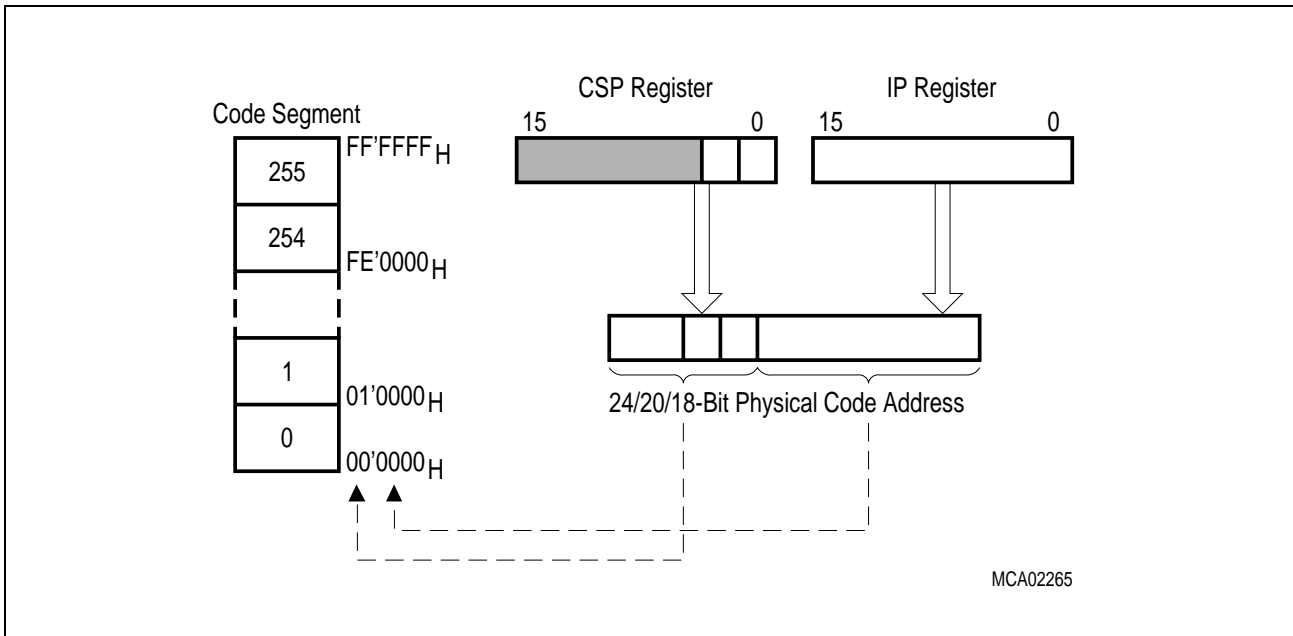 CSP Register
IP Register
15 0
15 0
Code Segment
FF'FFFFH
255
254
FE'0000H
1
01'0000H
0
00'0000H
24/20/18-Bit Physical Code Address
MCA02265